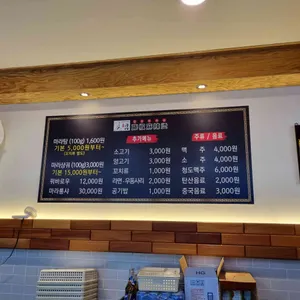 추가메뉴
주류 / 음료
마라탕 (100g) 1,600원
기본 5,000원부터~
마라샹궈 (100g)3,000원
기본 15,000원부터~
꿔바로우 12,000원
마라롱샤 30,000원
소고기 3,000원
양고기 3,000원
꼬치류 1,000원
라면·우동사리 2,000원
공기밥 1,000원
맥 주 4,000원
소 주 4,000원
칭도맥주 6,000원
탄산음료 2,000원
중국음료 3,000원
HG